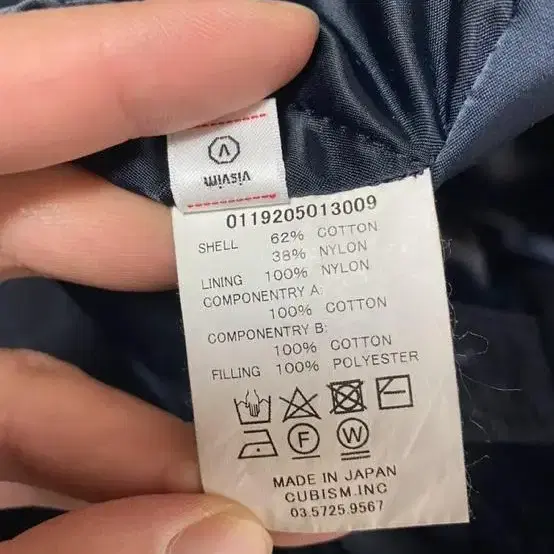 visvim
0119205013009
SHELL 62% COTTON
38% NYLON
LINING 100% NYLON
COMPONENTRY A:
100% COTTON
COMPONENTRY B:
100% COTTON
FILLING 100% POLYESTER
F W
MADE IN JAPAN
CUBISM.INC
03.5725.9567